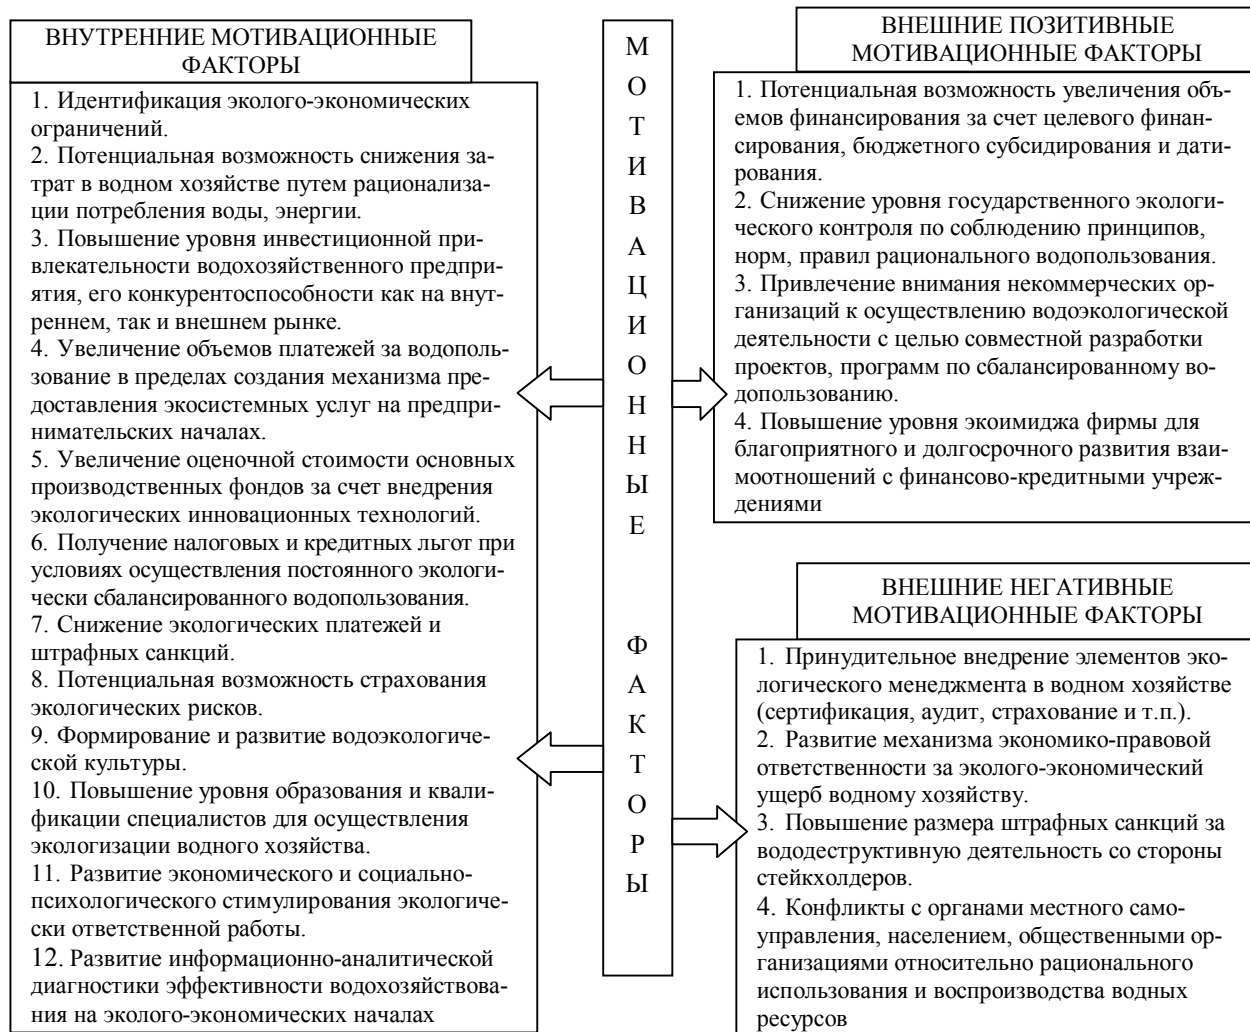 ВНУТРЕННИЕ МОТИВАЦИОННЫЕ
ФАКТОРЫ
1. Идентификация эколого-экономических
ограничений.
2. Потенциальная возможность снижения за-
трат в водном хозяйстве путем рационализа-
ции потребления воды, энергии.
3. Повышение уровня инвестиционной при-
влекательности водохозяйственного предпри-
ятия, его конкурентоспособности как на внут-
реннем, так и внешнем рынке.
4. Увеличение объемов платежей за водополь-
зование в пределах создания механизма пре-
доставления экосистемных услуг на предпри-
нимательских началах.
5. Увеличение оценочной стоимости основных
производственных фондов за счет внедрения
экологических инновационных технологий.
6. Получение налоговых и кредитных льгот при
условиях осуществления постоянного экологи-
чески сбалансированного водопользования.
7. Снижение экологических платежей и
штрафных санкций.
8. Потенциальная возможность страхования
экологических рисков.
9. Формирование и развитие водоэкологиче-
ской культуры.
10. Повышение уровня образования и квали-
фикации специалистов для осуществления
экологизации водного хозяйства.
11. Развитие экономического и социально-
психологического стимулирования экологиче-
ски ответственной работы.
12. Развитие информационно-аналитической
диагностики эффективности водохозяйствова-
ния на эколого-экономических началах
М
О
Т
И
В
А
Ц
И
О
Н
Н
Ы
Е
Ф
А
К
Т
О
Р
Ы
ВНЕШНИЕ ПОЗИТИВНЫЕ
МОТИВАЦИОННЫЕ ФАКТОРЫ
1. Потенциальная возможность увеличения объ-
емов финансирования за счет целевого финан-
сирования, бюджетного субсидирования и дати-
рования.
2. Снижение уровня государственного экологи-
ческого контроля по соблюдению принципов,
норм, правил рационального водопользования.
3. Привлечение внимания некоммерческих ор-
ганизаций к осуществлению водоэкологической
деятельности с целью совместной разработки
проектов, программ по сбалансированному во-
допользованию.
4. Повышение уровня экоимиджа фирмы для
благоприятного и долгосрочного развития взаи-
моотношений с финансово-кредитными учреж-
дениями
ВНЕШНИЕ НЕГАТИВНЫЕ
МОТИВАЦИОННЫЕ ФАКТОРЫ
1. Принудительное внедрение элементов эко-
логического менеджмента в водном хозяйстве
(сертификация, аудит, страхование и т.п.).
2. Развитие механизма экономико-правовой
ответственности за эколого-экономический
ущерб водному хозяйству.
3. Повышение размера штрафных санкций за
вододеструктивную деятельность со стороны
стейкхолдеров.
4. Конфликты с органами местного само-
управления, населением, общественными ор-
ганизациями относительно рационального
использования и воспроизводства водных
ресурсов